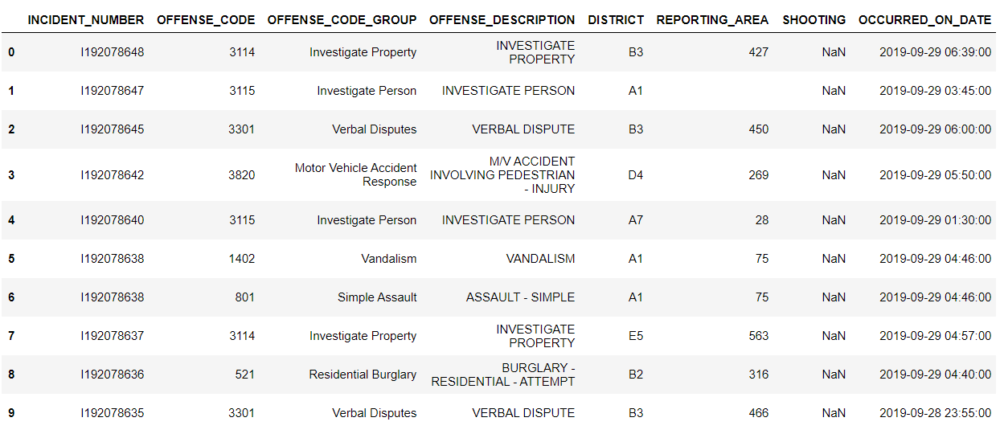 INCIDENT_NUMBER OFFENSE_CODE OFFENSE_CODE_GROUP OFFENSE_DESCRIPTION DISTRICT REPORTING_AREA SHOOTING OCCURRED_ON_DATE
0 I192078648 3114 Investigate Property INVESTIGATE PROPERTY B3 427 NaN 2019-09-29 06:39:00
1 I192078647 3115 Investigate Person INVESTIGATE PERSON A1 NaN 2019-09-29 03:45:00
2 I192078645 3301 Verbal Disputes VERBAL DISPUTE B3 450 NaN 2019-09-29 06:00:00
3 I192078642 3820 Motor Vehicle Accident Response M/V ACCIDENT INVOLVING PEDESTRIAN - INJURY D4 269 NaN 2019-09-29 05:50:00
4 I192078640 3115 Investigate Person INVESTIGATE PERSON A7 28 NaN 2019-09-29 01:30:00
5 I192078638 1402 Vandalism VANDALISM A1 75 NaN 2019-09-29 04:46:00
6 I192078638 801 Simple Assault ASSAULT - SIMPLE A1 75 NaN 2019-09-29 04:46:00
7 I192078637 3114 Investigate Property INVESTIGATE PROPERTY E5 563 NaN 2019-09-29 04:57:00
8 I192078636 521 Residential Burglary BURGLARY - RESIDENTIAL - ATTEMPT B2 316 NaN 2019-09-29 04:40:00
9 I192078635 3301 Verbal Disputes VERBAL DISPUTE B3 466 NaN 2019-09-28 23:55:00